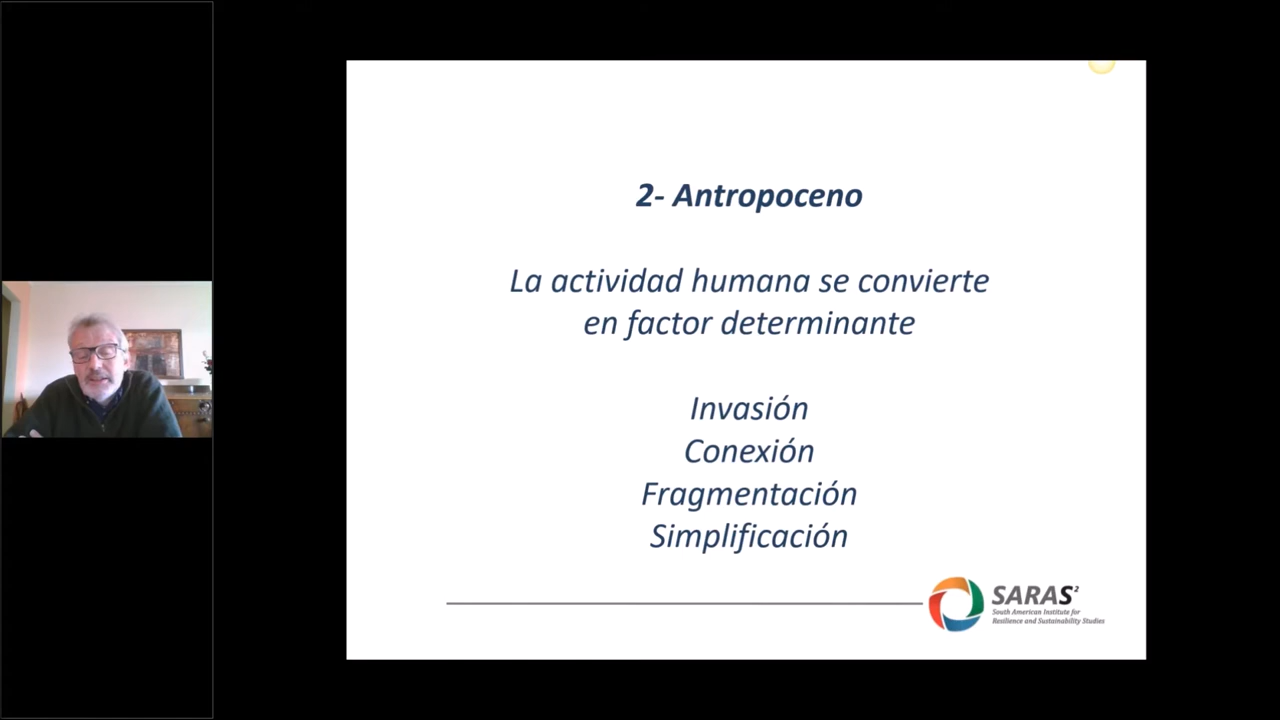 2- Antropoceno
La actividad humana se convierte
en factor determinante
Invasión
Conexión
Fragmentación
Simplificación
SARAS²
South American Institute for
Resilience and Sustainability Studies